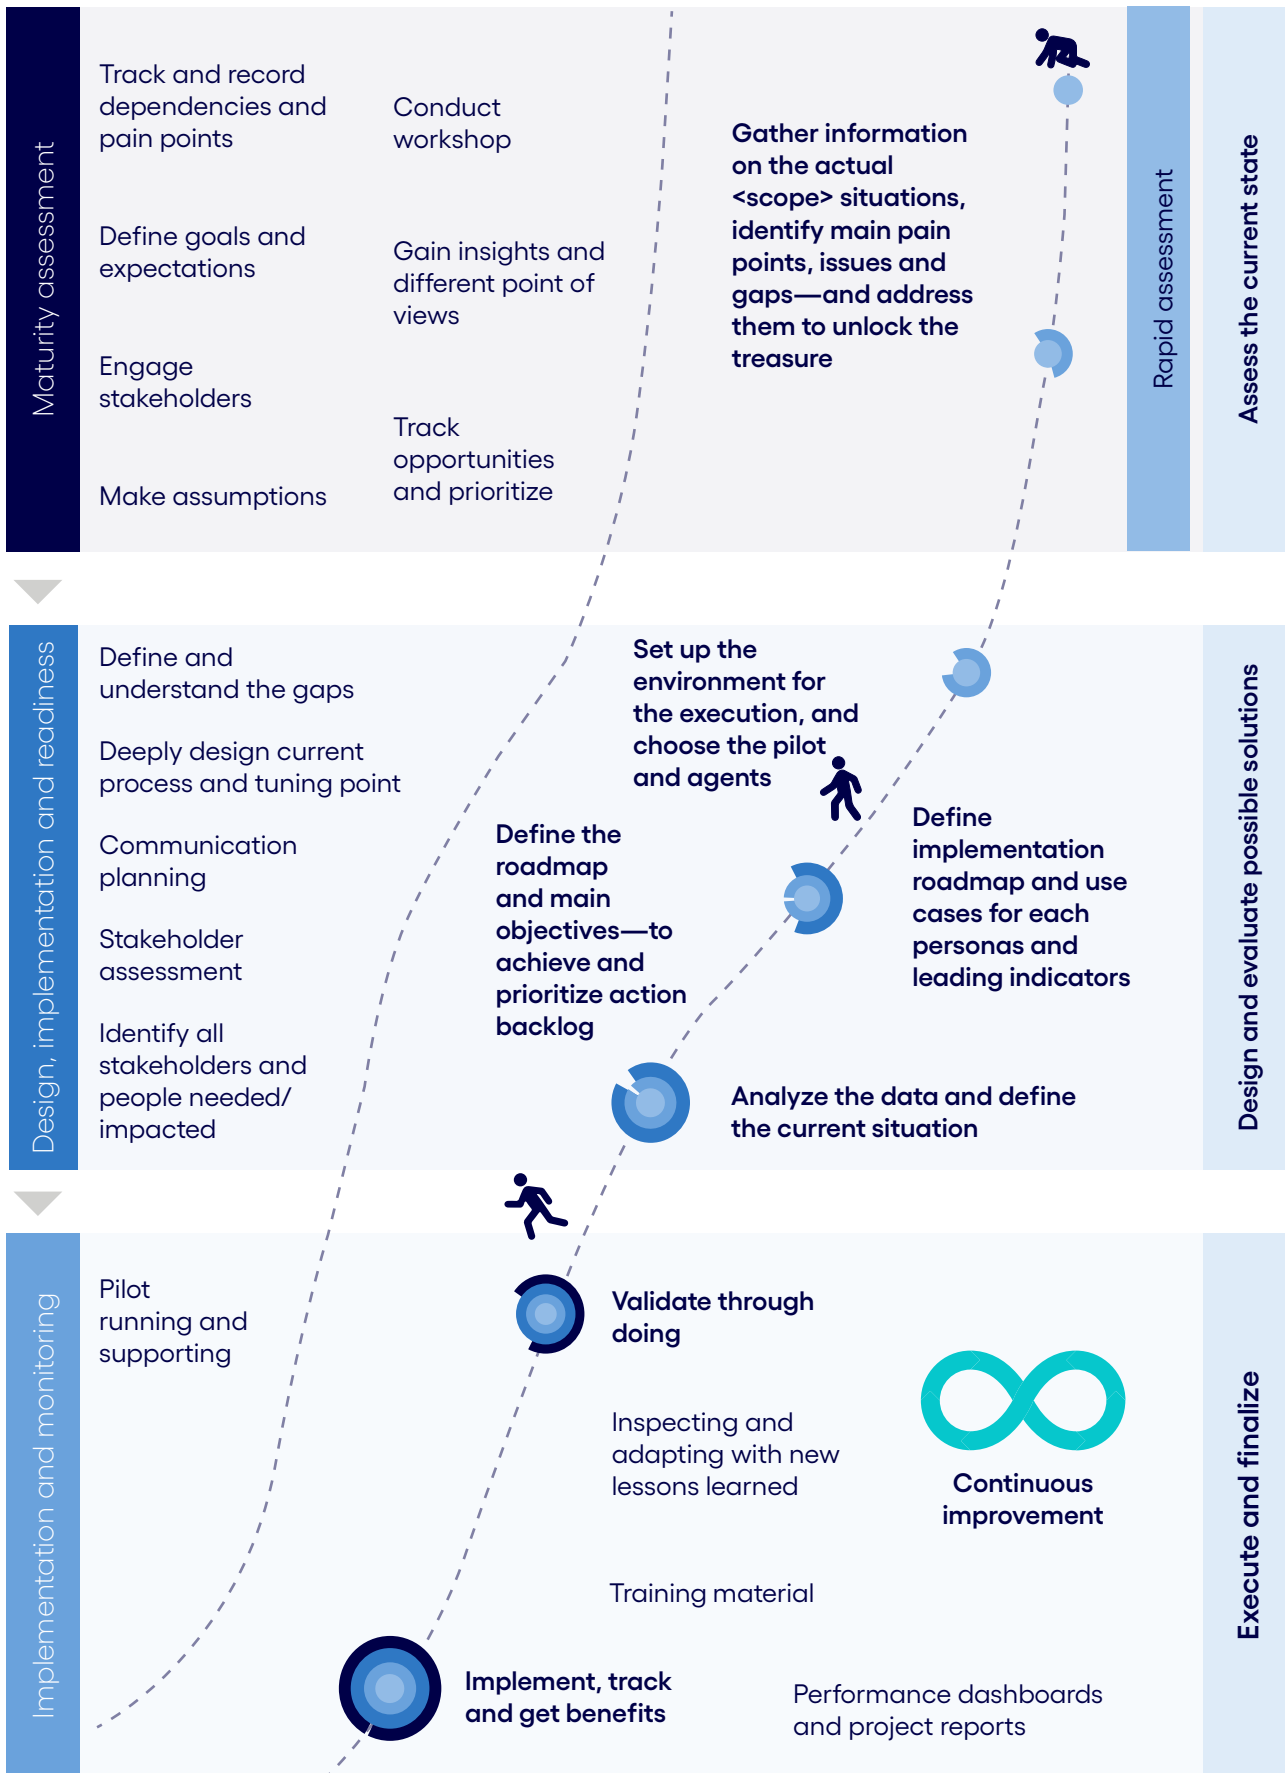 Maturity assessment
Track and record
dependencies and
pain points
Define goals and
expectations
Engage
stakeholders
Make assumptions
Conduct
workshop
Gain insights and
different point of
views
Track
opportunities
and prioritize
Gather information
on the actual
<scope> situations,
identify main pain
points, issues and
gaps—and address
them to unlock the
treasure
Rapid assessment
Assess the current state
Design, implementation and readiness
Define and
understand the gaps
Deeply design current
process and tuning point
Communication
planning
Stakeholder
assessment
Identify all
stakeholders and
people needed/
impacted
Set up the
environment for
the execution, and
choose the pilot
and agents
Define the
roadmap
and main
objectives—to
achieve and
prioritize action
backlog
Define
implementation
roadmap and use
cases for each
personas and
leading indicators
Analyze the data and define
the current situation
Design and evaluate possible solutions
Implementation and monitoring
Pilot
running and
supporting
Validate through
doing
Inspecting and
adapting with new
lessons learned
Continuous
improvement
Training material
Implement, track
and get benefits
Performance dashboards
and project reports
Execute and finalize